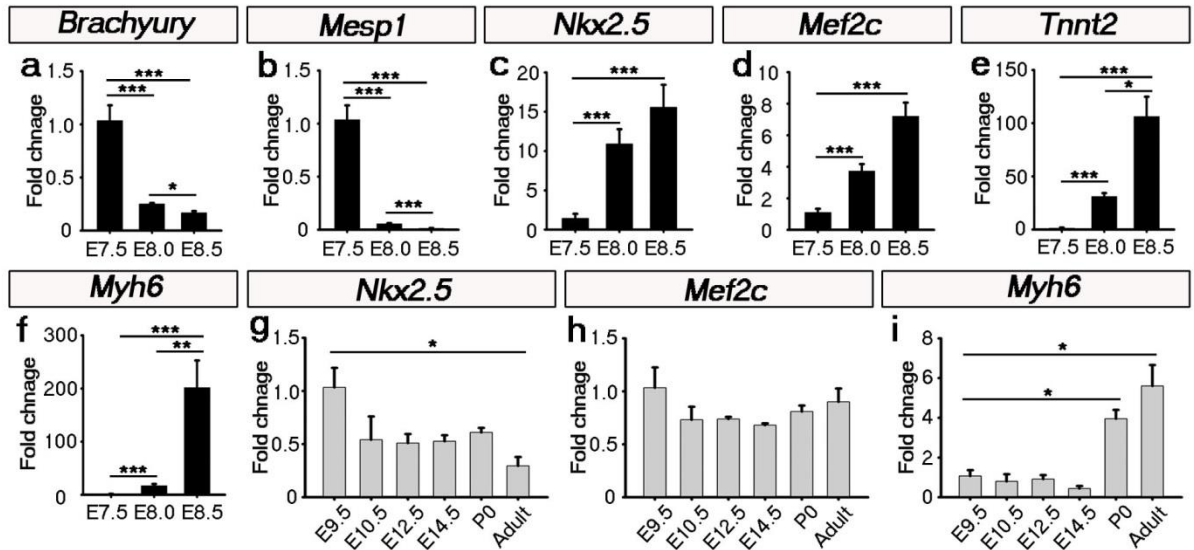 Brachyury Mesp1 Nkx2.5 Mef2c Tnnt2
a b c d e
Fold chnage
1.5
1.0
0.5
0
***
***
*
E7.5 E8.0 E8.5
Fold chnage
1.5
1.0
0.5
0
***
***
***
E7.5 E8.0 E8.5
Fold chnage
20
15
10
5
0
***
***
E7.5 E8.0 E8.5
Fold chnage
8
6
4
2
0
***
***
E7.5 E8.0 E8.5
Fold chnage
150
100
50
0
***
*
***
E7.5 E8.0 E8.5
Myh6 Nkx2.5 Mef2c Myh6
f g h i
Fold chnage
300
200
100
0
***
**
***
E7.5 E8.0 E8.5
Fold chnage
1.5
1.0
0.5
0
*
E9.5 E10.5 E12.5 E14.5 P0 Adult
Fold chnage
1.5
1.0
0.5
0
E9.5 E10.5 E12.5 E14.5 P0 Adult
Fold chnage
8
6
4
2
0
*
*
E9.5 E10.5 E12.5 E14.5 P0 Adult